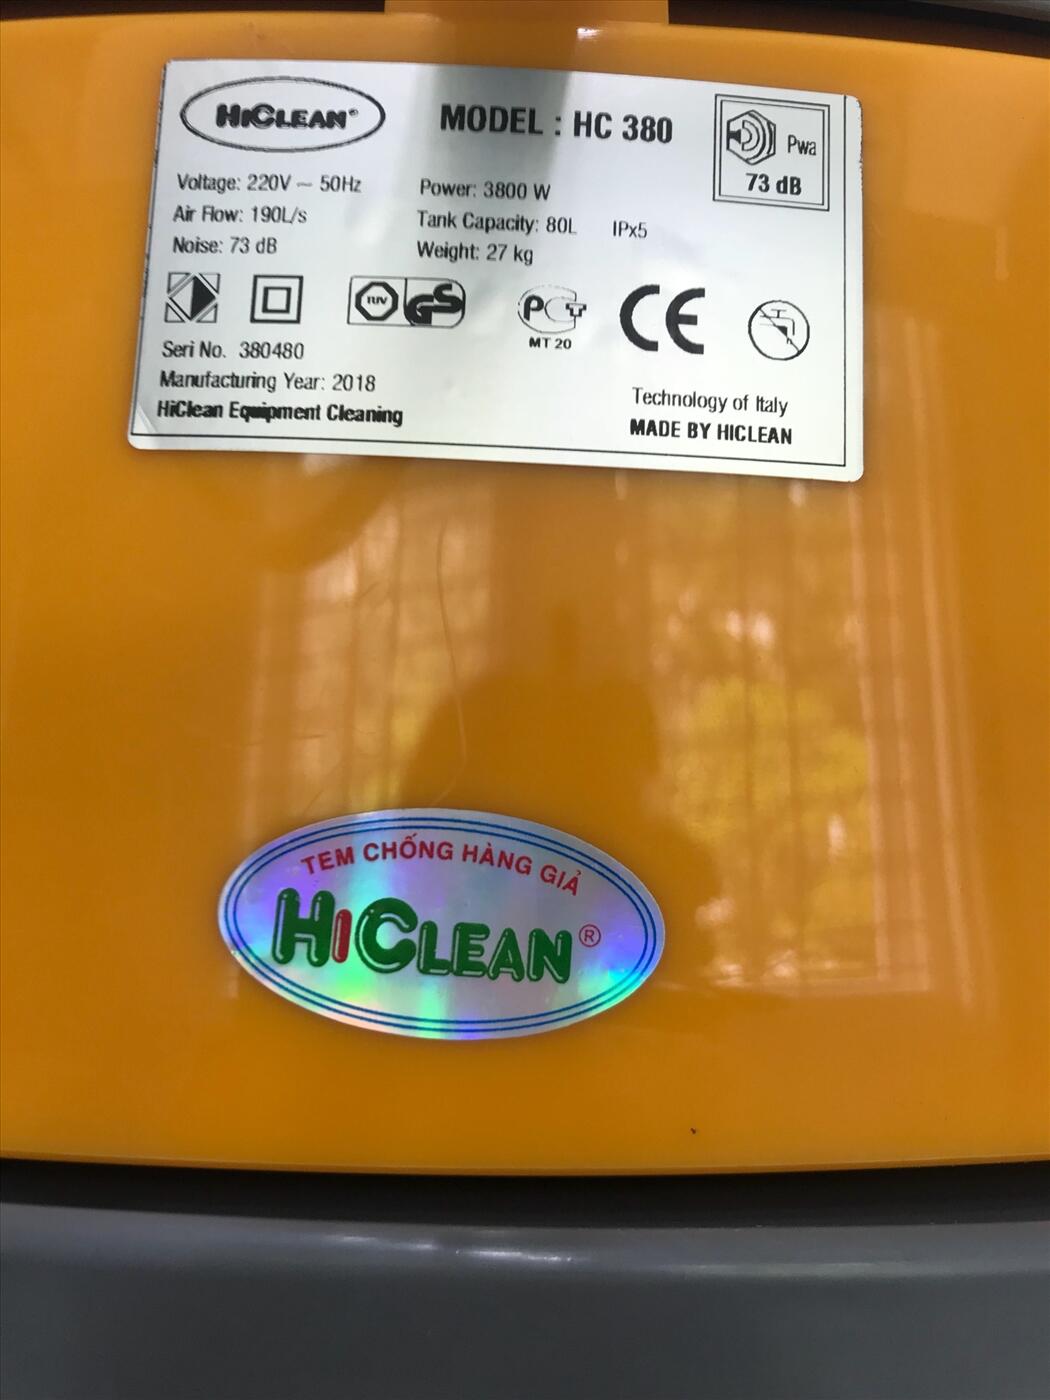 HiCLEAN®
MODEL : HC 380
Pwa
73 dB
Voltage: 220V ~ 50Hz
Power: 3800 W
Air Flow: 190L/s
Tank Capacity: 80L
IPx5
Noise: 73 dB
Weight: 27 kg
TUV GS
PCT
MT 20
CE
Seri No. 380480
Manufacturing Year: 2018
HiClean Equipment Cleaning
Technology of Italy
MADE BY HICLEAN
TEM CHỐNG HÀNG GIẢ
HiCLEAN®